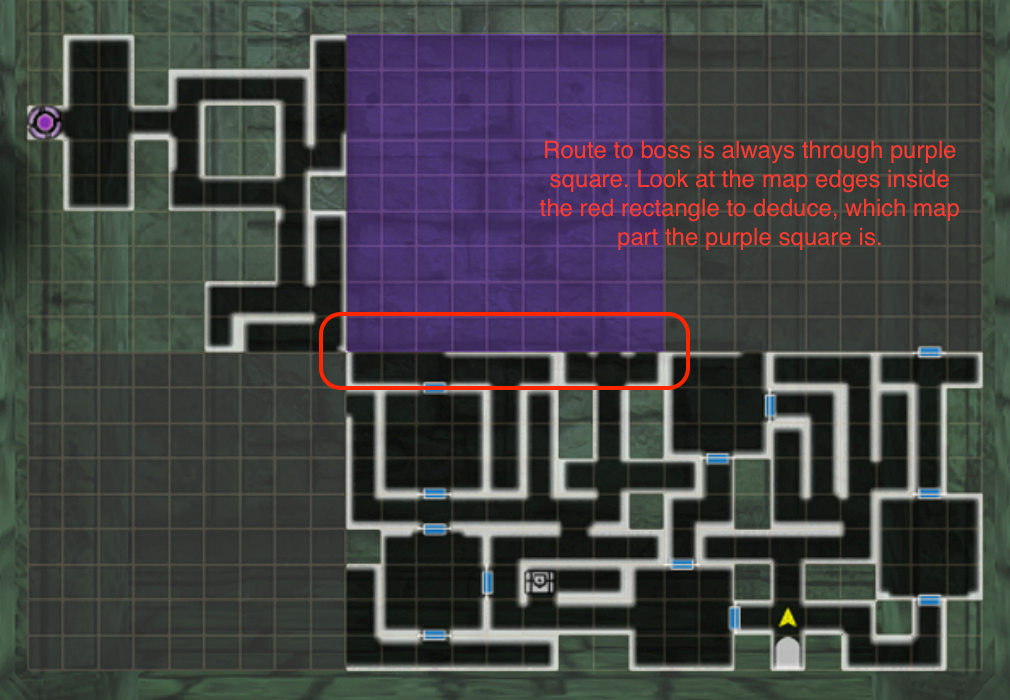 Route to boss is always through purple
square. Look at the map edges inside
the red rectangle to deduce, which map
part the purple square is.